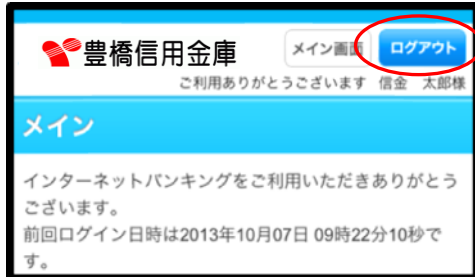 豊橋信用金庫 メイン画面 ログアウト
ご利用ありがとうございます 信金 太郎様
メイン
インターネットバンキングをご利用いただきありがとう
ございます。
前回ログイン日時は2013年10月07日 09時22分10秒で
す。